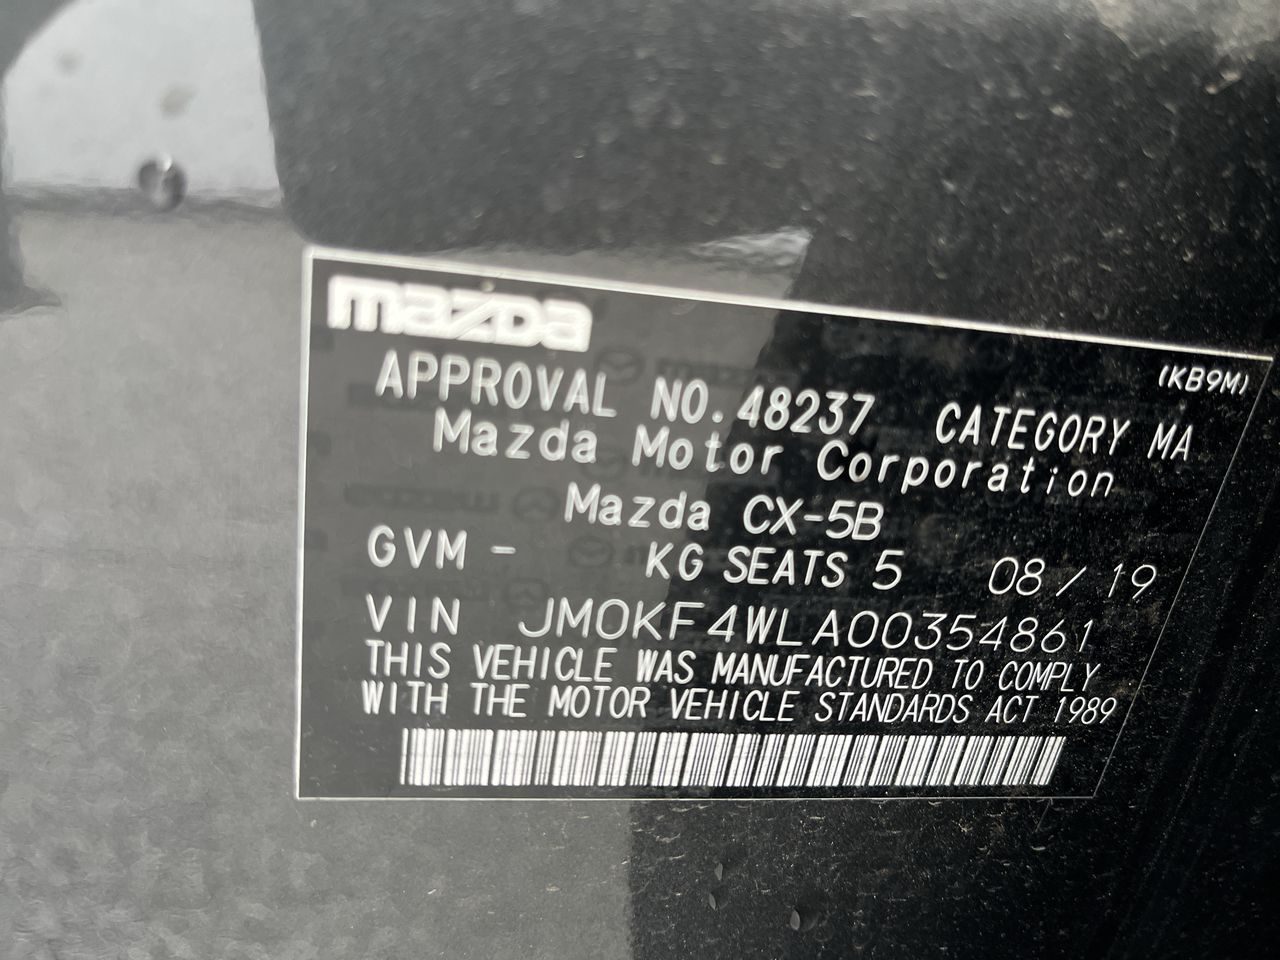 mazda
(KB9M)
APPROVAL NO.48237 CATEGORY MA
Mazda Motor Corporation
Mazda CX-5B
GVM - KG SEATS 5 08/19
VIN JM0KF4WLA00354861
THIS VEHICLE WAS MANUFACTURED TO COMPLY
WITH THE MOTOR VEHICLE STANDARDS ACT 1989